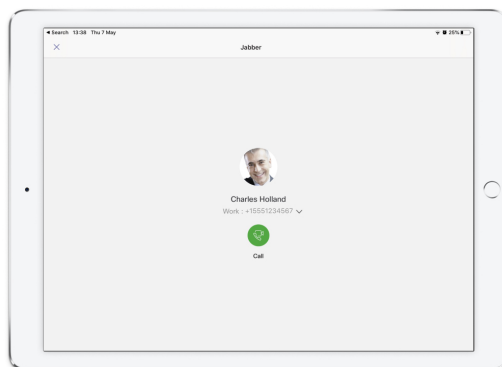 ◀ Search 13:38 Thu 7 May
25%
Jabber
Charles Holland
Work : +15551234567
Call